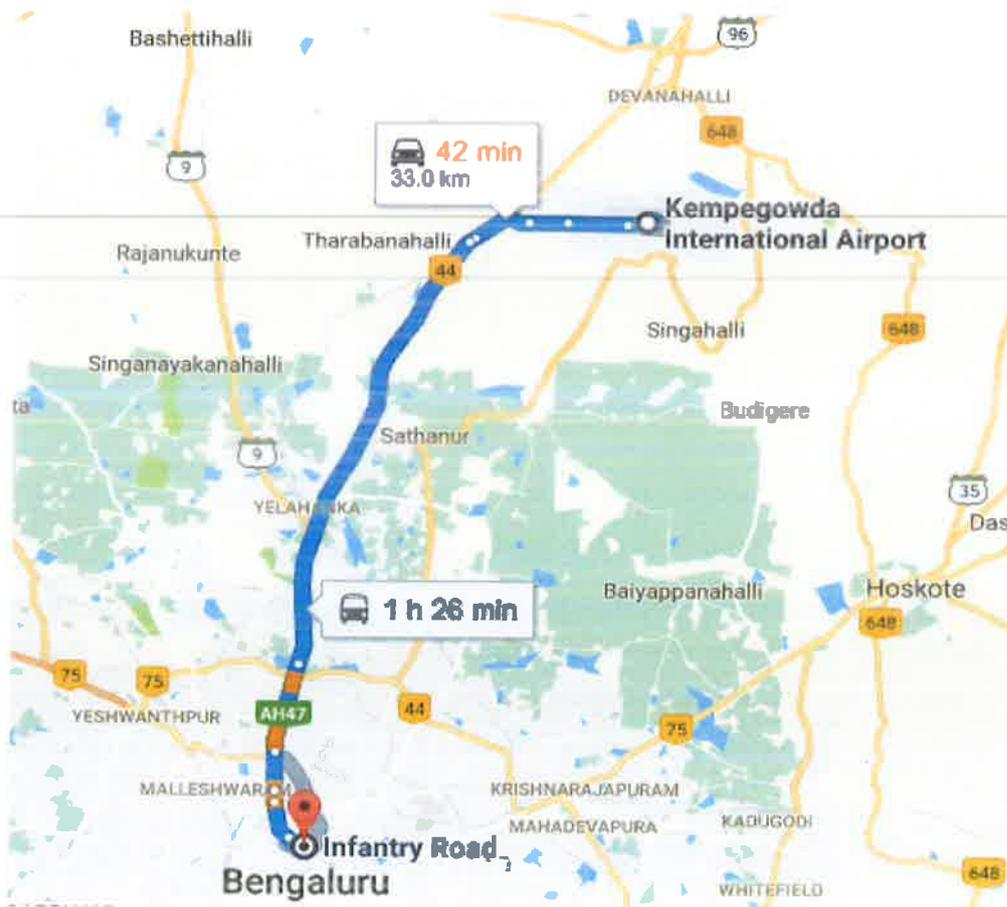 Bashettihalli
96
DEVANAHALLI
648
42 min
33.0 km
9
Kempegowda
International Airport
Tharabanahalli
44
Rajanukunte
Singahalli
648
Singanayakanahalli
ta
Budigere
Sathanur
9
35
YELAHANKA
Das
Baiyappanahalli
Hoskote
1 h 26 min
648
75
75
AH47
44
YESHWANTHPUR
75
MALLESHWARAM
KRISHNARAJAPURAM
MAHADEVAPURA
KADUGODI
Infantry Road
Bengaluru
648
WHITEFIELD